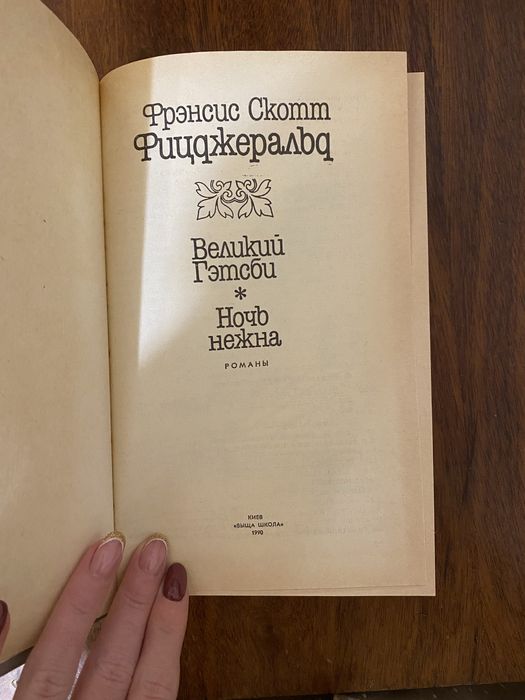 Фрэнсис Скотт
Фицджеральд
Великий
Гэтсби
*
Ночь
нежна
РОМАНЫ
КИЕВ
«ВЫЩА ШКОЛА»
1990